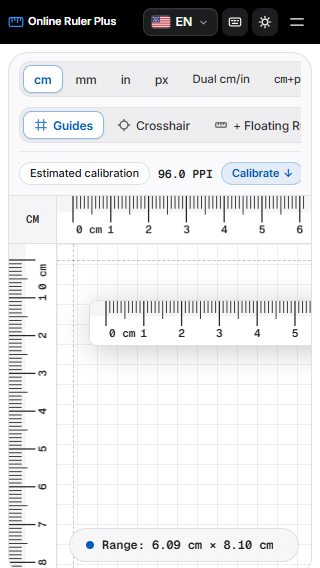 Online Ruler Plus EN
cm mm in px Dual cm/in cm+p
Guides Crosshair + Floating R
Estimated calibration 96.0 PPI Calibrate ↓
CM
0 cm 1 2 3 4 5 6
0 cm
1
2
3
4
5
6
7
8
0 cm 1 2 3 4 5
Range: 6.09 cm × 8.10 cm